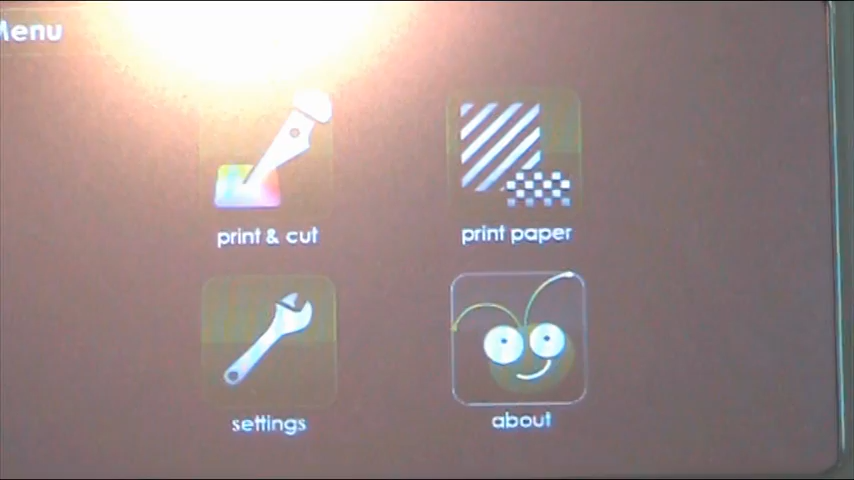 Menu
print & cut
print paper
settings
about